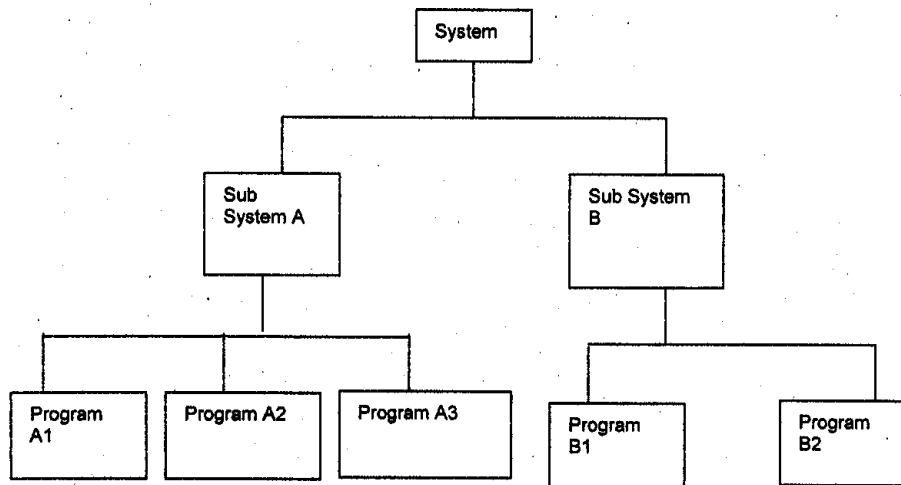 System
Sub
System A
Sub System
B
Program
A1
Program A2
Program A3
Program
B1
Program
B2